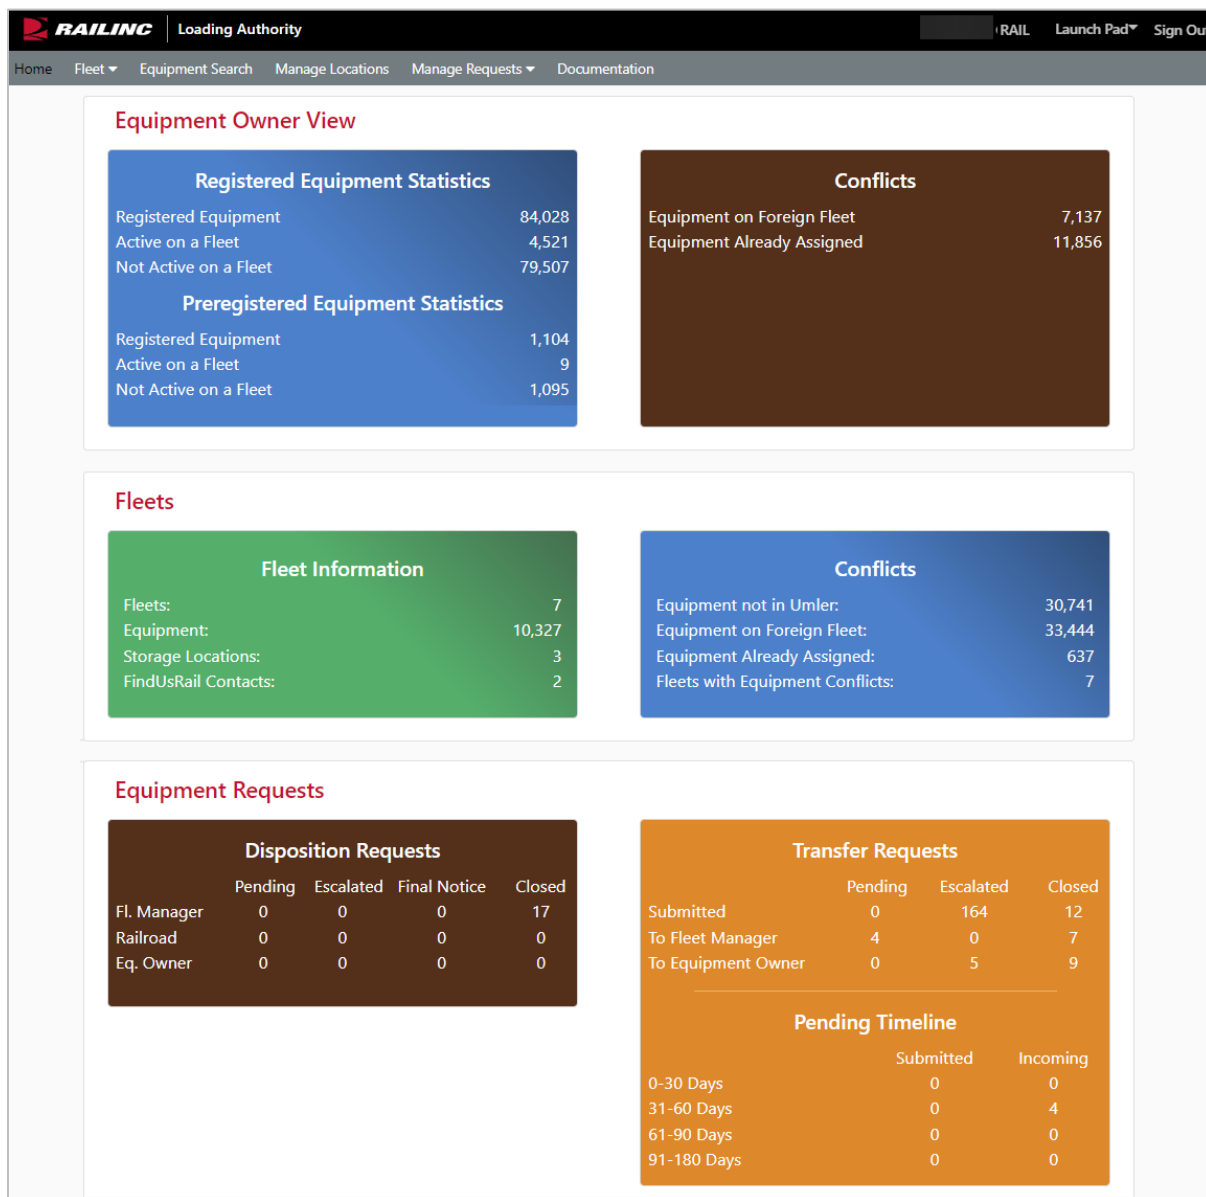 RAILINC Loading Authority RAIL Launch Pad Sign Ou
Home Fleet Equipment Search Manage Locations Manage Requests Documentation
Equipment Owner View
Registered Equipment Statistics
Registered Equipment 84,028
Active on a Fleet 4,521
Not Active on a Fleet 79,507
Preregistered Equipment Statistics
Registered Equipment 1,104
Active on a Fleet 9
Not Active on a Fleet 1,095
Conflicts
Equipment on Foreign Fleet 7,137
Equipment Already Assigned 11,856
Fleets
Fleet Information
Fleets: 7
Equipment: 10,327
Storage Locations: 3
FindUsRail Contacts: 2
Conflicts
Equipment not in Umler: 30,741
Equipment on Foreign Fleet: 33,444
Equipment Already Assigned: 637
Fleets with Equipment Conflicts: 7
Equipment Requests
Disposition Requests
Pending Escalated Final Notice Closed
Fl. Manager 0 0 0 17
Railroad 0 0 0 0
Eq. Owner 0 0 0 0
Transfer Requests
Pending Escalated Closed
Submitted 0 164 12
To Fleet Manager 4 0 7
To Equipment Owner 0 5 9
Pending Timeline
Submitted Incoming
0-30 Days 0 0
31-60 Days 0 4
61-90 Days 0 0
91-180 Days 0 0